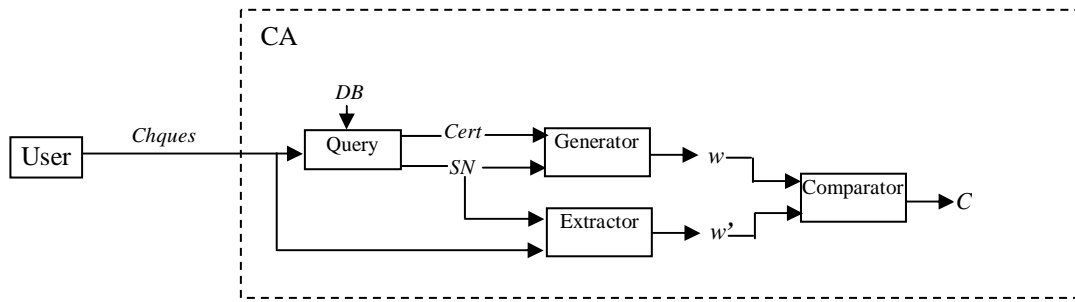 CA
DB
Chques
Cert
User
Query
Generator
SN
w
Comparator
C
Extractor
w'